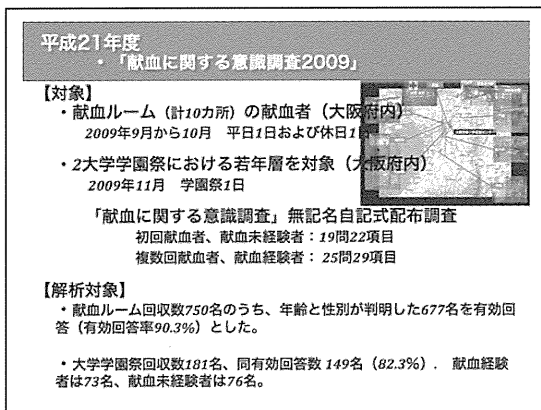 平成21年度
・「献血に関する意識調査2009」
【対象】
・献血ルーム（計10カ所）の献血者（大阪府内）
2009年9月から10月　平日1日および休日1日
・2大学学園祭における若年層を対象（大阪府内）
2009年11月　学園祭1日
「献血に関する意識調査」無記名自記式配布調査
初回献血者、献血未経験者：19問22項目
複数回献血者、献血経験者：25問29項目
【解析対象】
・献血ルーム回収数750名のうち、年齢と性別が判明した677名を有効回
答（有効回答率90.3%）とした。
・大学学園祭回収数181名、同有効回答数 149名（82.3%）. 献血経験
者は73名、献血未経験者は76名。